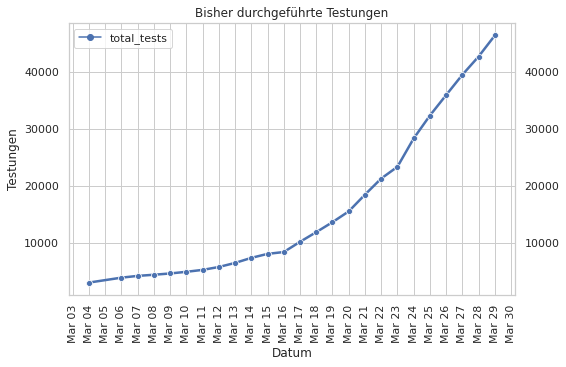 Bisher durchgeführte Testungen
total_tests
Testungen
40000
30000
20000
10000
40000
30000
20000
10000
Mar 03
Mar 04
Mar 05
Mar 06
Mar 07
Mar 08
Mar 09
Mar 10
Mar 11
Mar 12
Mar 13
Mar 14
Mar 15
Mar 16
Mar 17
Mar 18
Mar 19
Mar 20
Mar 21
Mar 22
Mar 23
Mar 24
Mar 25
Mar 26
Mar 27
Mar 28
Mar 29
Mar 30
Datum